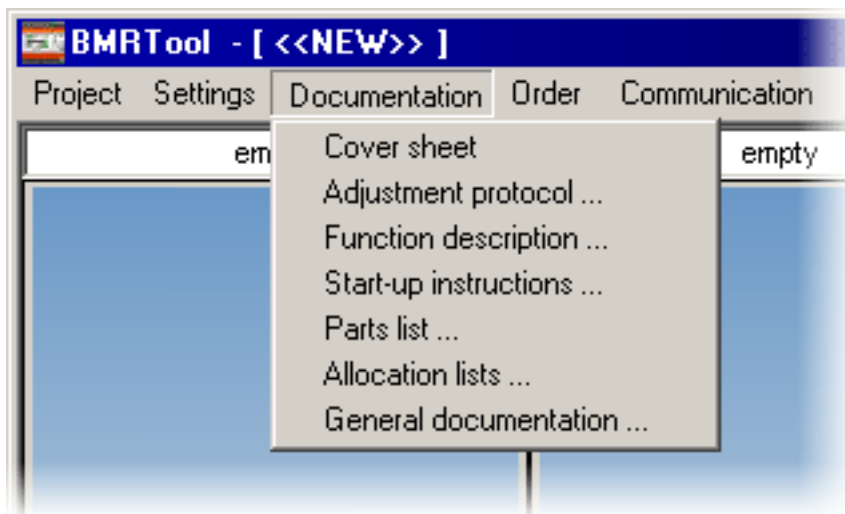 BMRTool - [ <<NEW>> ]
Project Settings Documentation Order Communication
empty
Cover sheet
Adjustment protocol ...
Function description ...
Start-up instructions ...
Parts list ...
Allocation lists ...
General documentation ...